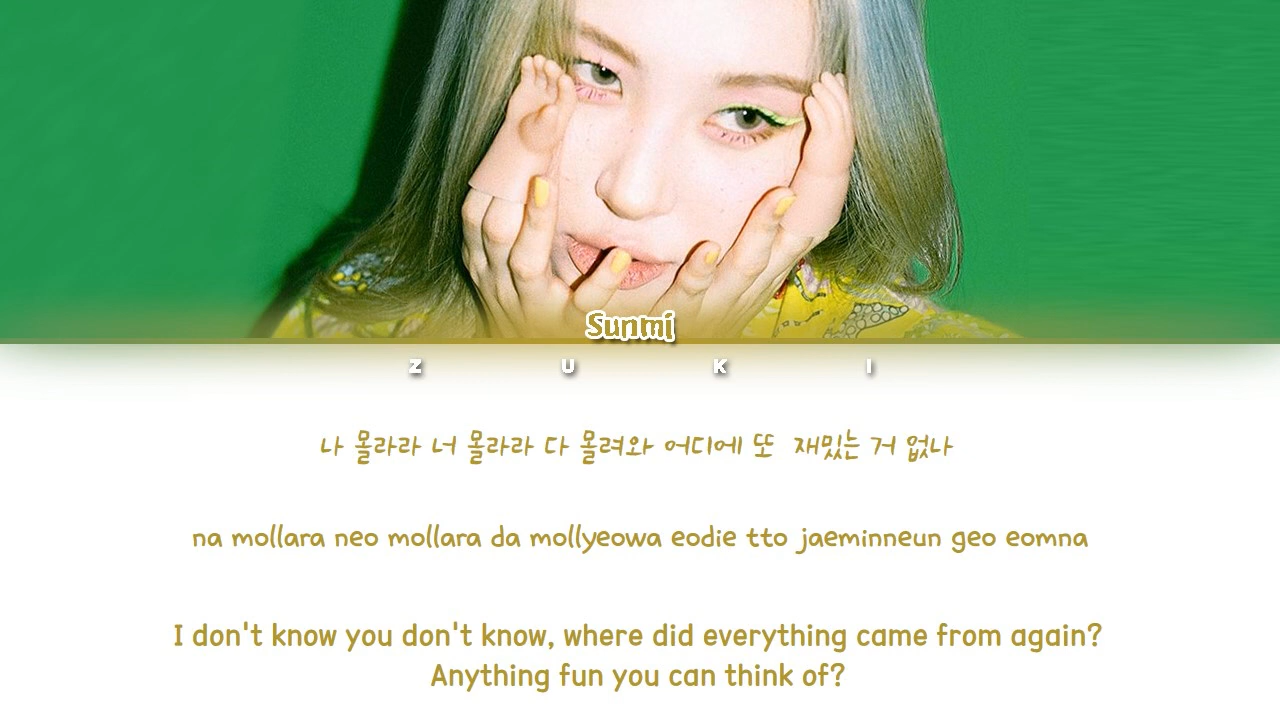 Sunmi
Z U K I
나 몰라라 너 몰라라 다 몰려와 어디에 또 재밌는 거 없나
na mollara neo mollara da mollyeowa eodie tto jaeminneun geo eomna
I don't know you don't know, where did everything came from again?
Anything fun you can think of?